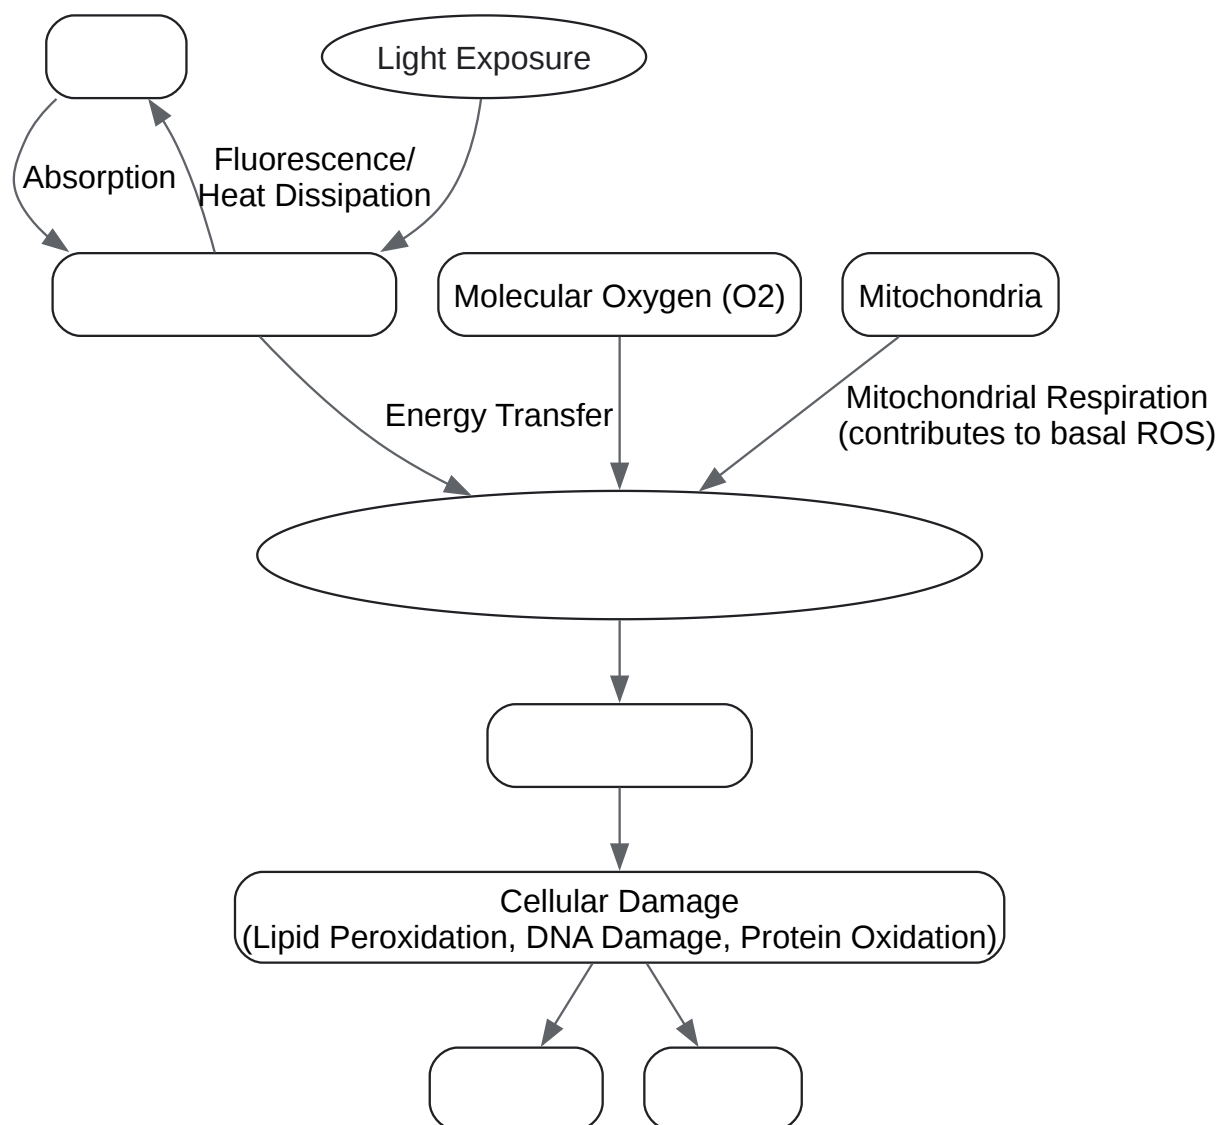 Light Exposure
Absorption
Fluorescence/
Heat Dissipation
Molecular Oxygen (O2)
Mitochondria
Energy Transfer
Mitochondrial Respiration
(contributes to basal ROS)
Cellular Damage
(Lipid Peroxidation, DNA Damage, Protein Oxidation)